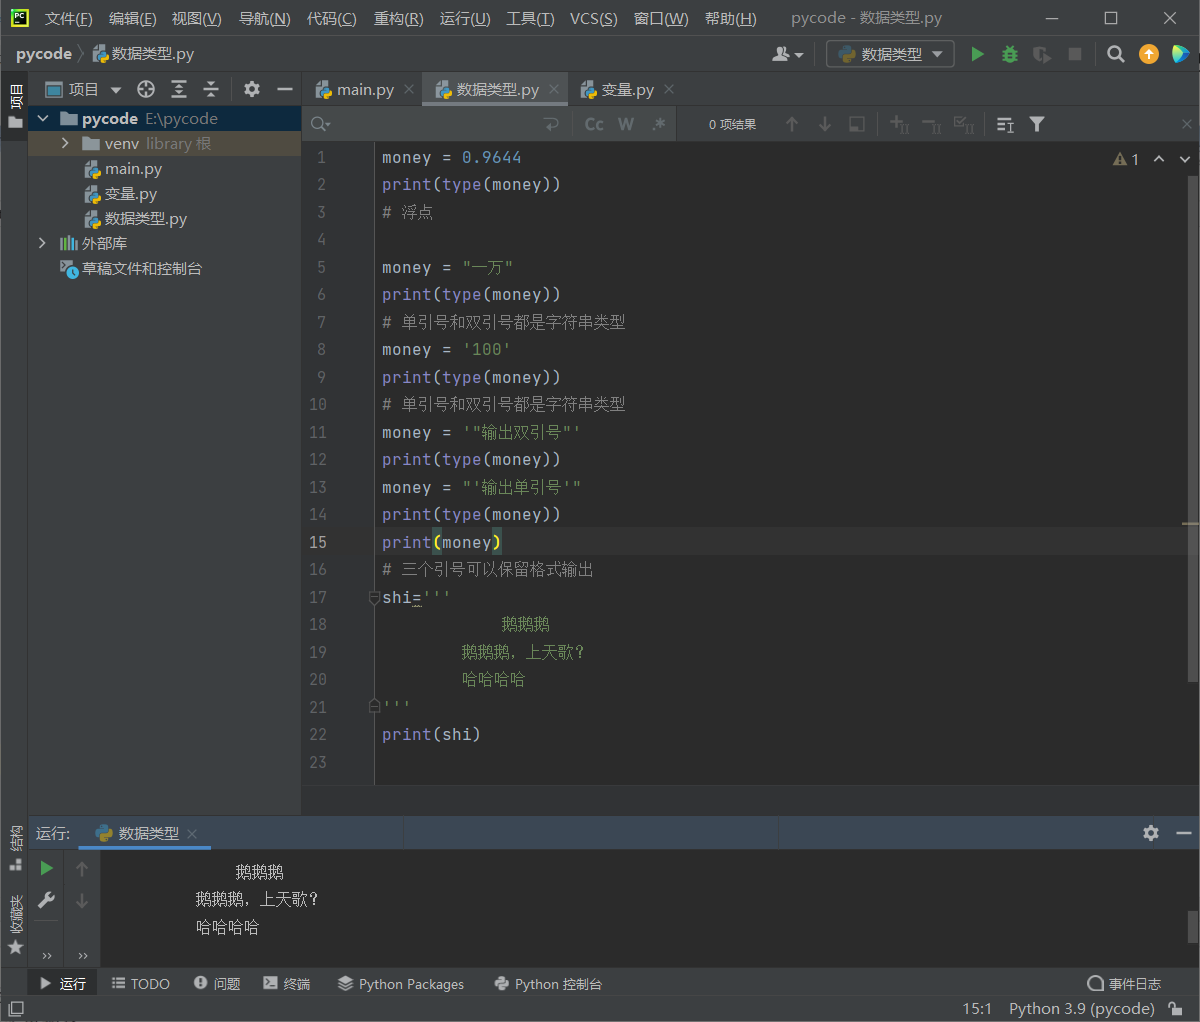 PC 文件(F) 编辑(E) 视图(V) 导航(N) 代码(C) 重构(R) 运行(U) 工具(T) VCS(S) 窗口(W) 帮助(H) pycode - 数据类型.py
pycode 数据类型.py 数据类型
项目 项目 main.py 数据类型.py 变量.py
pycode E:\pycode
venv library 根
main.py
变量.py
数据类型.py
外部库
草稿文件和控制台
Cc W .* 0 项结果
1
1 money = 0.9644
2 print(type(money))
3 # 浮点
4
5 money = "一万"
6 print(type(money))
7 # 单引号和双引号都是字符串类型
8 money = '100'
9 print(type(money))
10 # 单引号和双引号都是字符串类型
11 money = '"输出双引号"'
12 print(type(money))
13 money = "'输出单引号'"
14 print(type(money))
15 print(money)
16 # 三个引号可以保留格式输出
17 shi='''
18 鹅鹅鹅
19 鹅鹅鹅，上天歌?
20 哈哈哈哈
21 '''
22 print(shi)
23
结构
收藏夹
运行: 数据类型
鹅鹅鹅
鹅鹅鹅，上天歌?
哈哈哈哈
运行 TODO 问题 终端 Python Packages Python 控制台 事件日志
15:1 Python 3.9 (pycode)